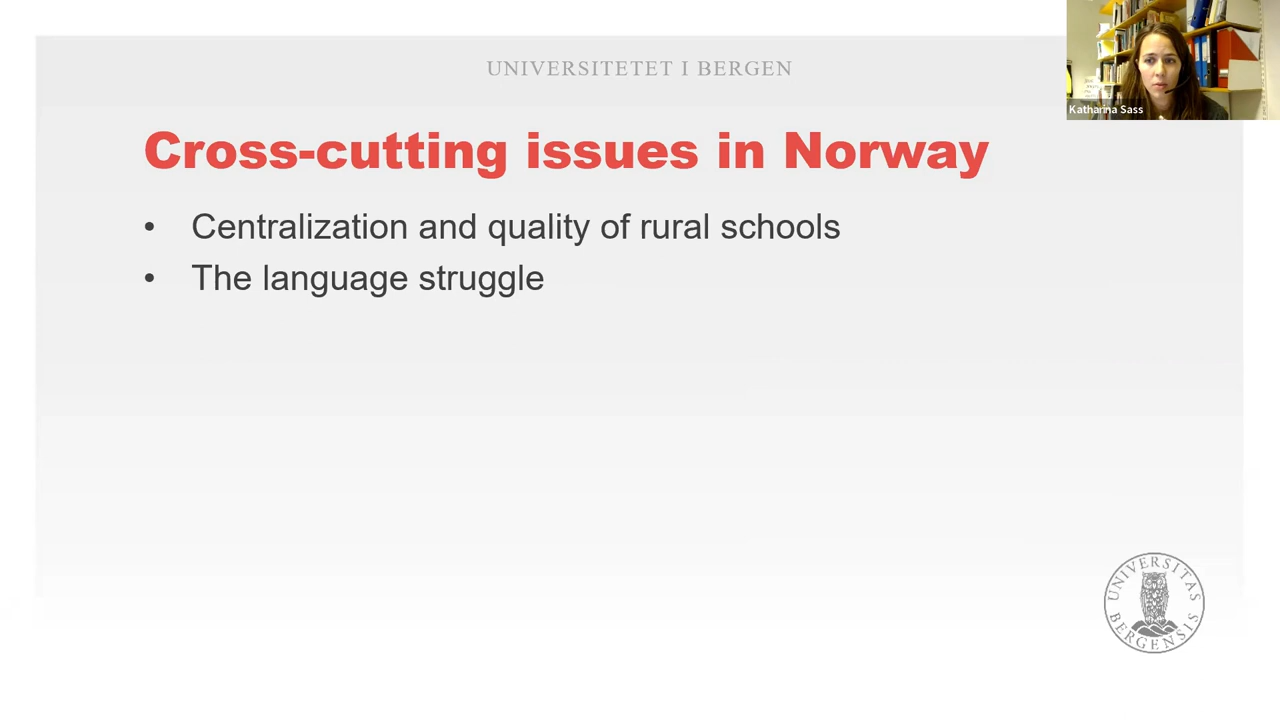 UNIVERSITETET I BERGEN
Katharina Sass
Cross-cutting issues in Norway
• Centralization and quality of rural schools
• The language struggle
UNIVERSITAS BERGENSIS